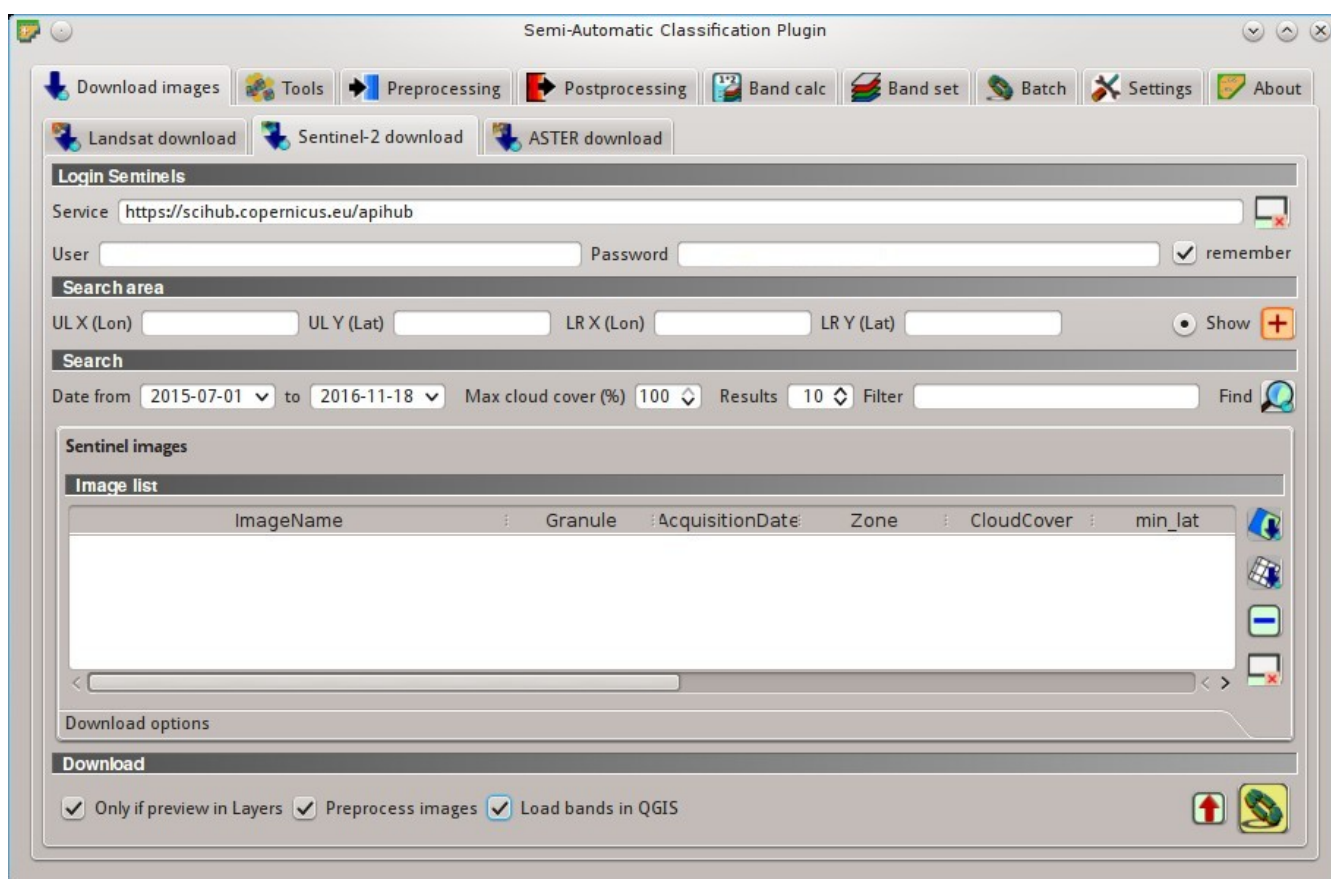 Semi-Automatic Classification Plugin
Download images Tools Preprocessing Postprocessing Band calc Band set Batch Settings About
Landsat download Sentinel-2 download ASTER download
Login Sentinels
Service https://scihub.copernicus.eu/apihub
User Password remember
Search area
UL X (Lon) UL Y (Lat) LR X (Lon) LR Y (Lat) Show
Search
Date from 2015-07-01 to 2016-11-18 Max cloud cover (%) 100 Results 10 Filter Find
Sentinel images
Image list
ImageName Granule AcquisitionDate Zone CloudCover min_lat
Download options
Download
Only if preview in Layers Preprocess images Load bands in QGIS